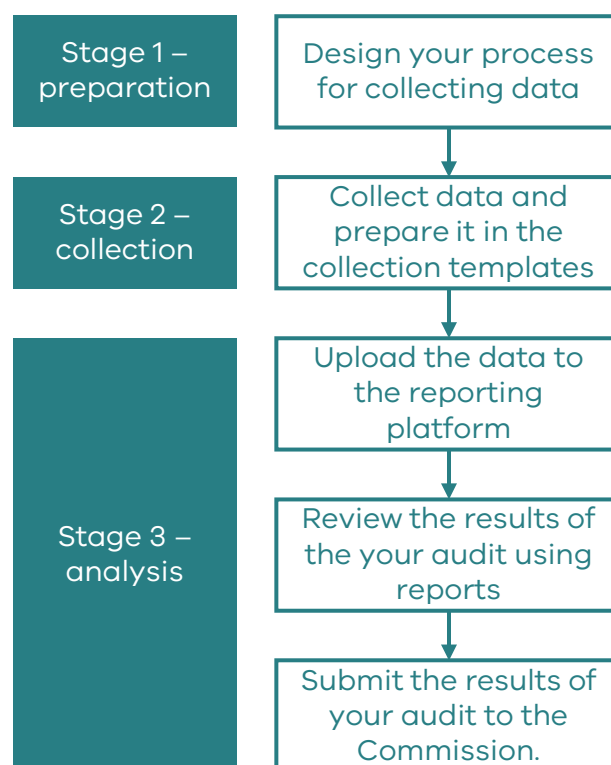 Stage 1 –
preparation
Design your process
for collecting data
Stage 2 –
collection
Collect data and
prepare it in the
collection templates
Stage 3 –
analysis
Upload the data to
the reporting
platform
Review the results of
the your audit using
reports
Submit the results of
your audit to the
Commission.